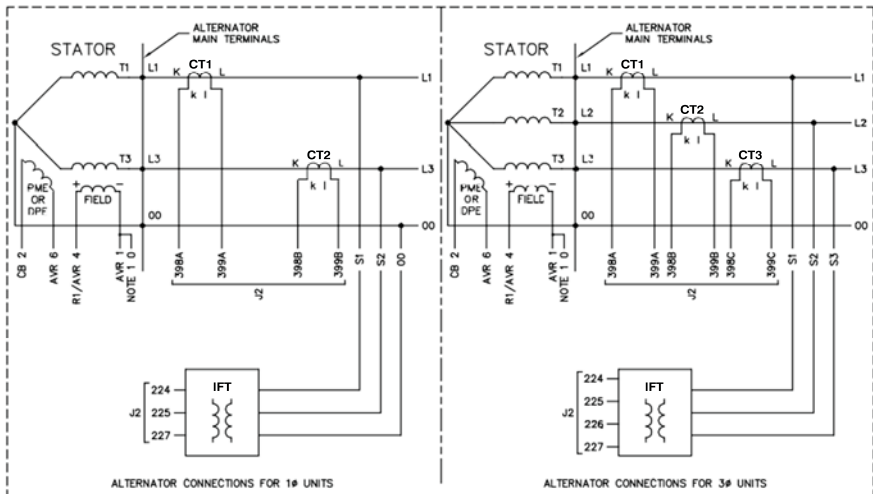 ALTERNATOR
MAIN TERMINALS
STATOR
T1
L1
K
CT1
L
k l
L1
T3
L3
K
CT2
L
k l
L3
PME
OR
DPE
+
FIELD
-
00
00
CB 2
AVR 6
R1/AVR 4
AVR 1
NOTE 1 0
398A
399A
398B
399B
S1
S2
00
J2
J2
224
225
227
IFT
ALTERNATOR CONNECTIONS FOR 1ø UNITS
ALTERNATOR
MAIN TERMINALS
STATOR
T1
L1
K
CT1
L
k l
L1
T2
L2
K
CT2
L
k l
L2
T3
L3
K
CT3
L
k l
L3
PME
OR
DPE
+
FIELD
-
00
00
CB 2
AVR 6
R1/AVR 4
AVR 1
NOTE 1 0
398A
399A
398B
399B
398C
399C
S1
S2
S3
J2
J2
224
225
226
227
IFT
ALTERNATOR CONNECTIONS FOR 3ø UNITS